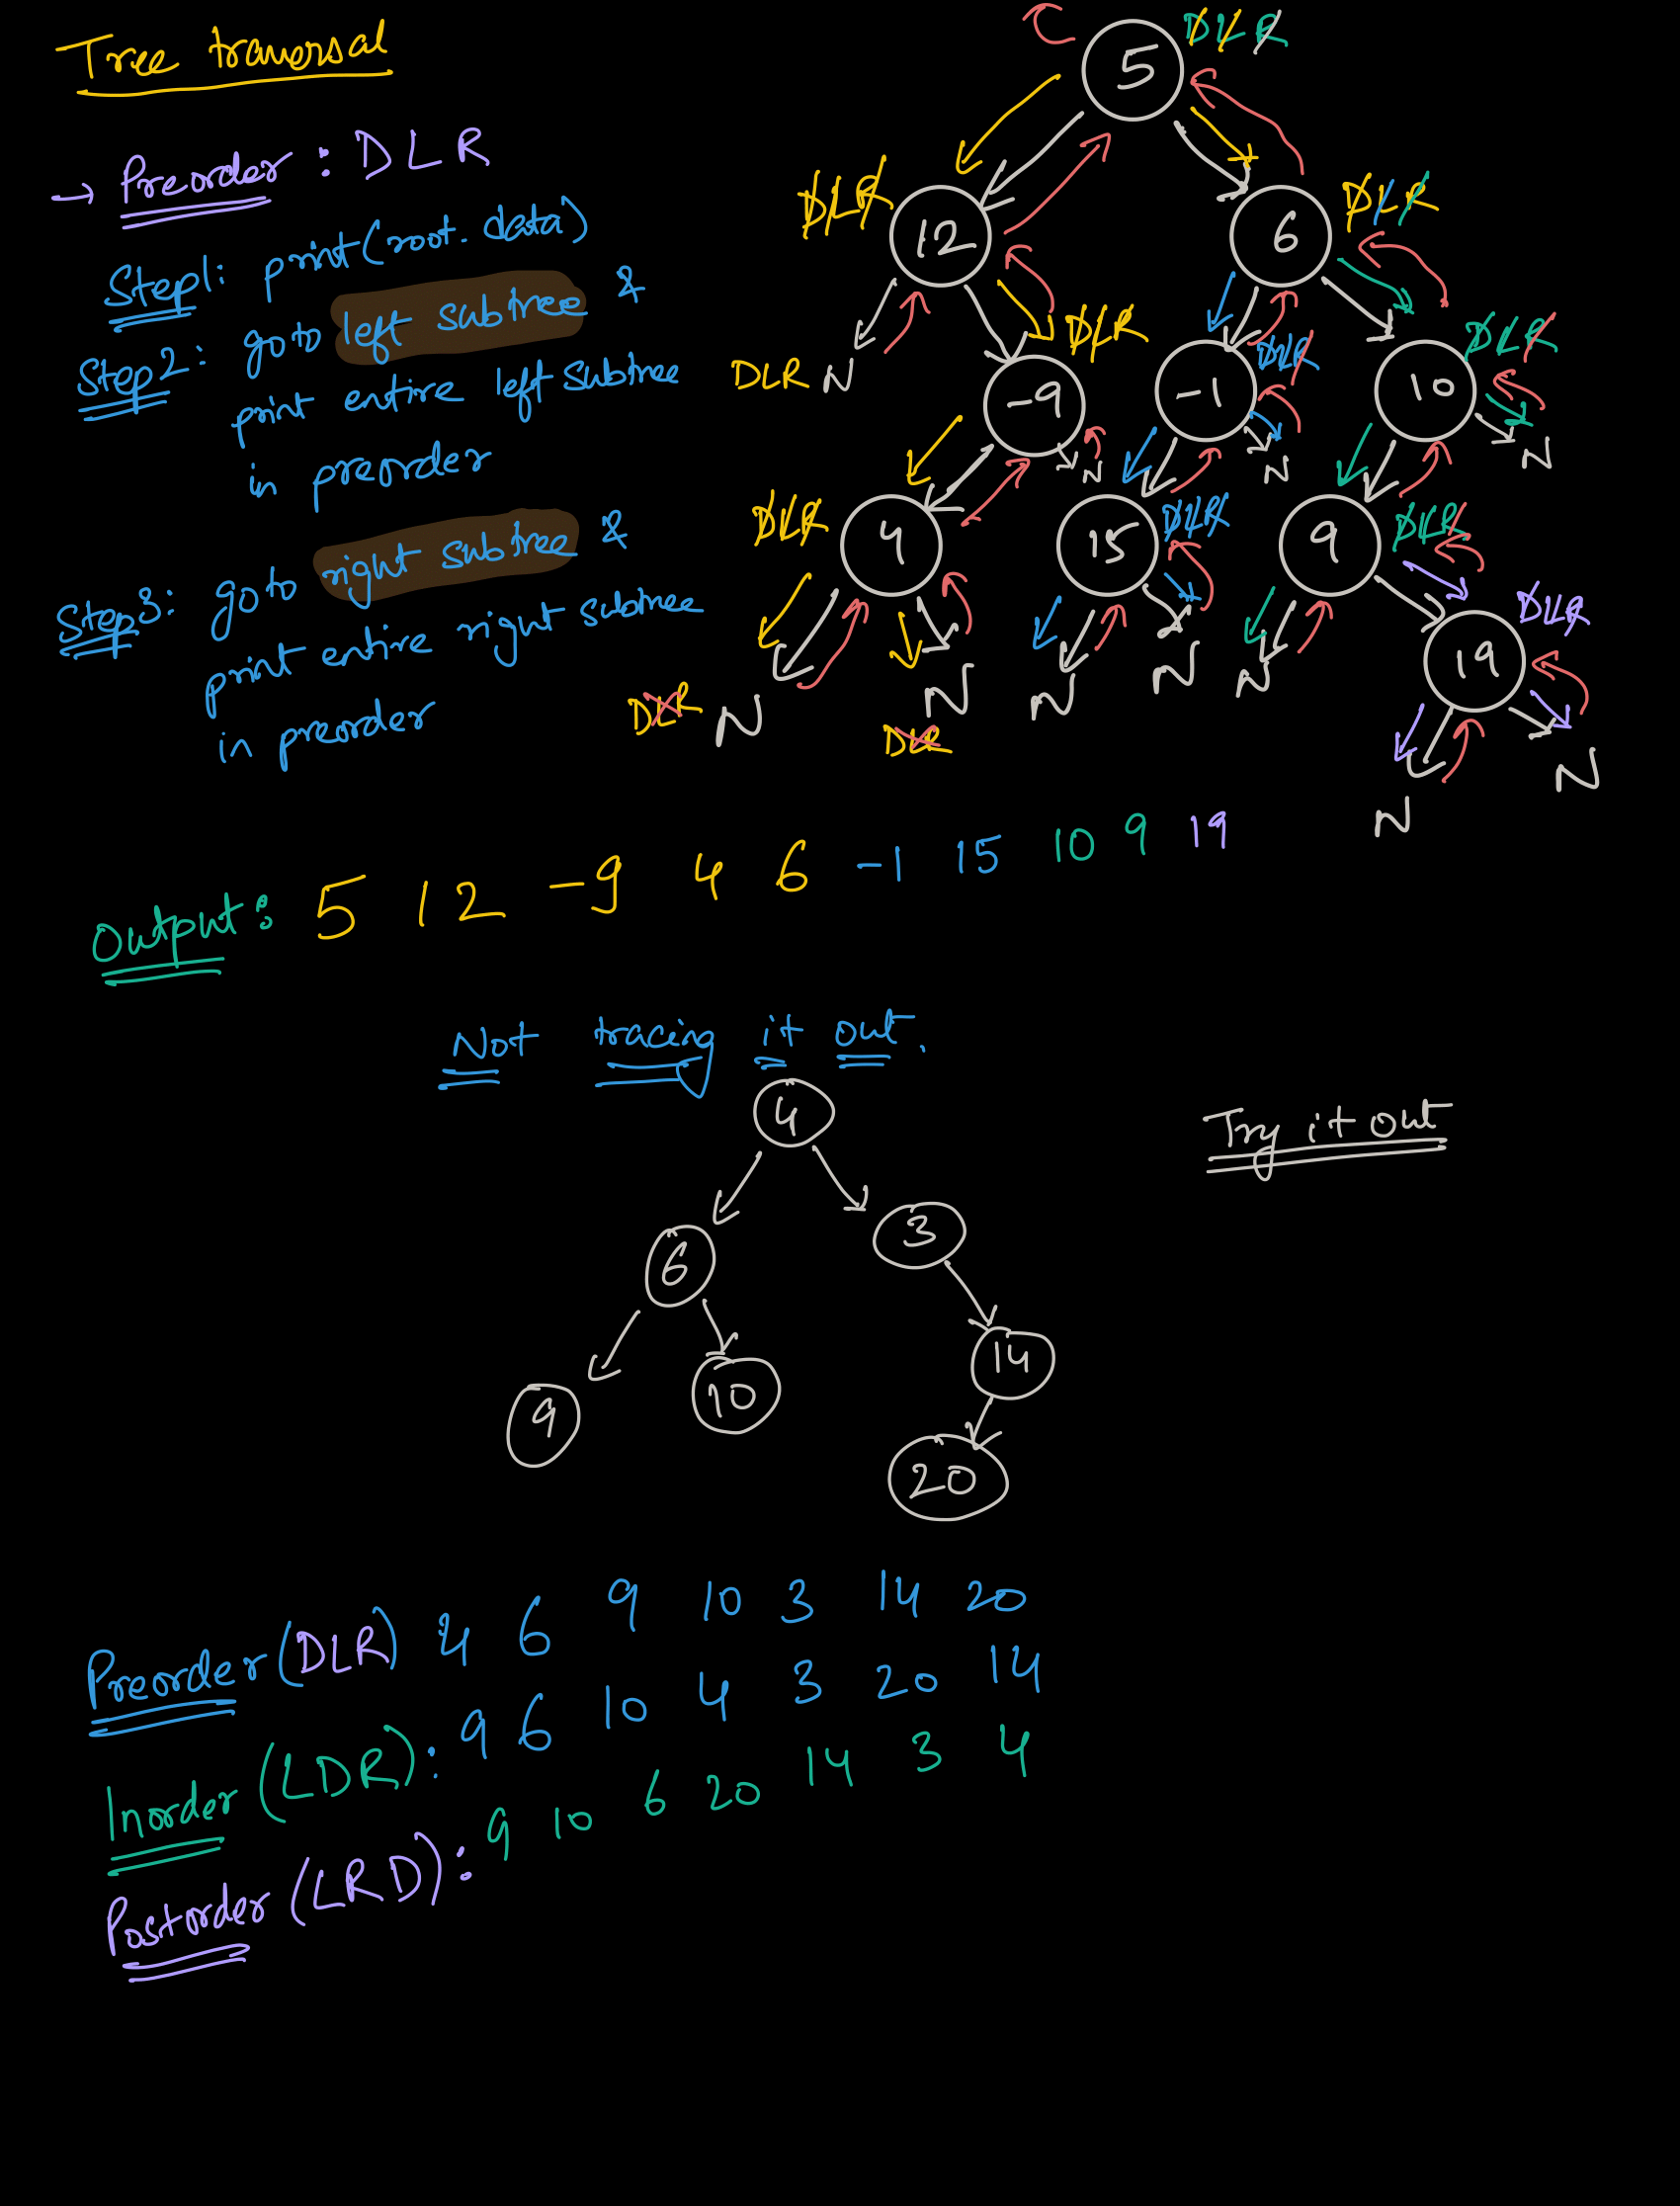 Tree traversal
→ Preorder : DLR
Step1: print(root.data)
Step2: goto left subtree &
print entire left subtree
in preorder
Step3: goto right subtree &
print entire right subtree
in preorder
5 DLR
12 DLR
6 DLR
DLR N
-9 DLR
N
-1 DLR
N
10 DLR
N
4 DLR
15 DLR
9 DLR
DLR N
N
DLR
N
N
N
19 DLR
N
N
Output: 5 12 -9 4 6 -1 15 10 9 19
Not tracing it out.
Try it out
4
6
3
9
10
14
20
Preorder (DLR) 4 6 9 10 3 14 20
Inorder (LDR): 9 6 10 4 3 20 14
Postorder (LRD): 9 10 6 20 14 3 4